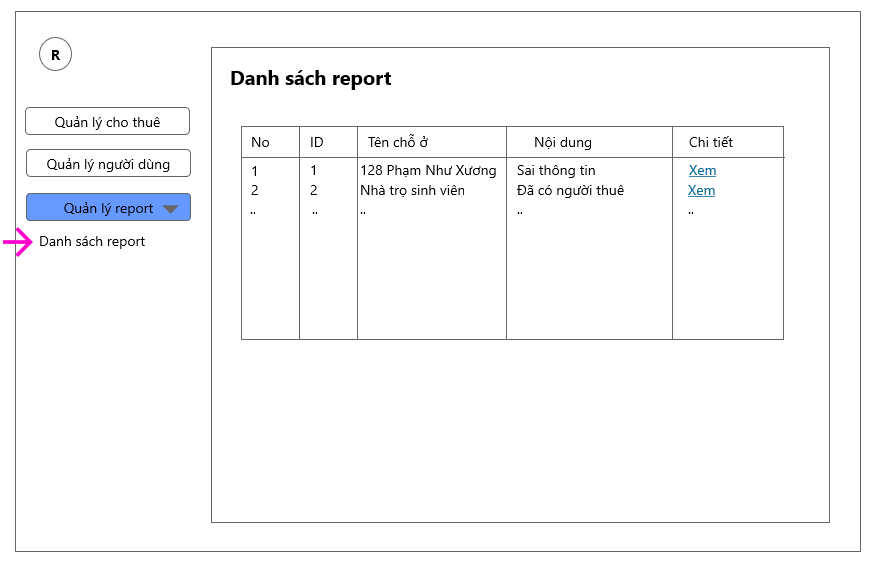 R
Quản lý cho thuê
Quản lý người dùng
Quản lý report
Danh sách report
Danh sách report
No ID Tên chỗ ở Nội dung Chi tiết
1 1 128 Phạm Như Xương Sai thông tin Xem
2 2 Nhà trọ sinh viên Đã có người thuê Xem
.. .. .. .. ..